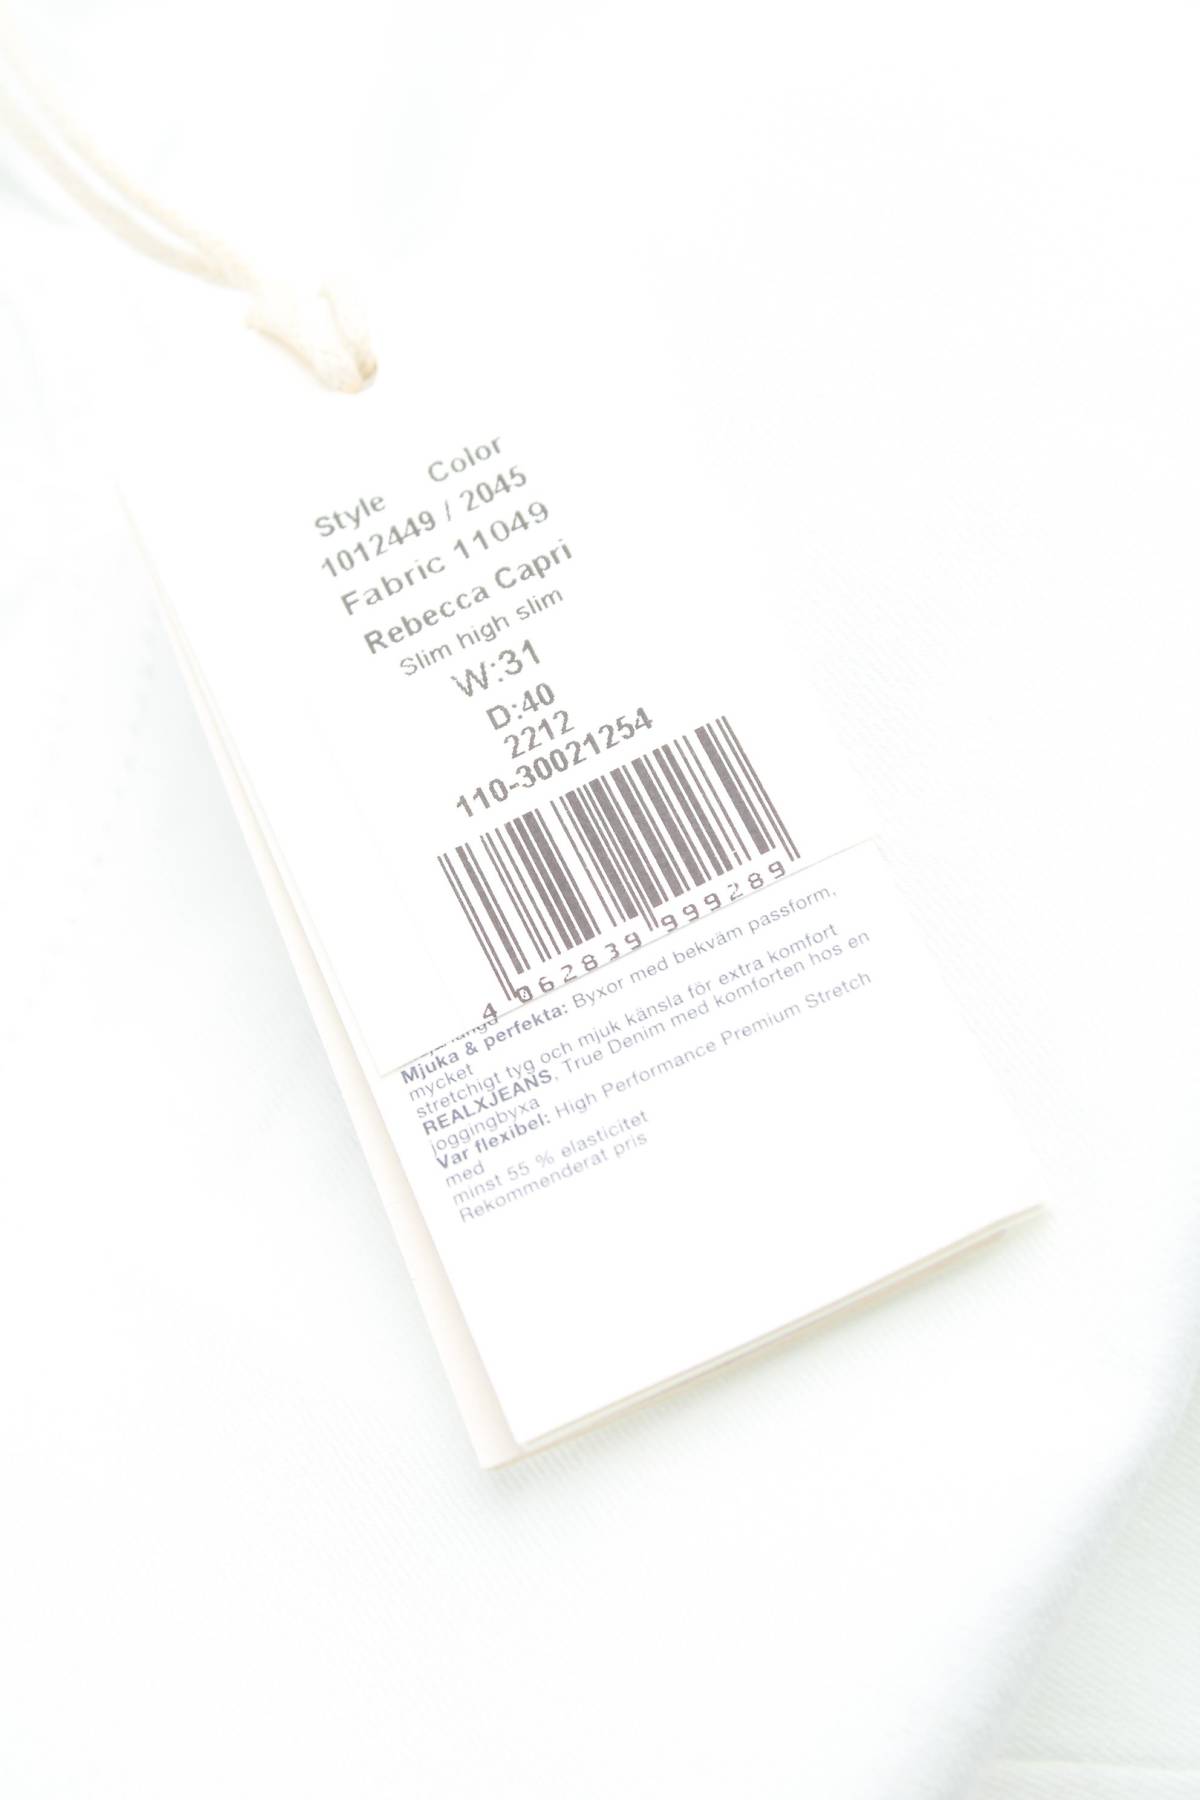 Style Color
1012449 / 2045
Fabric 11049
Rebecca Capri
Slim high slim
W:31
D:40
2212
110-30021254
4 062839 999289
Mjuka & perfekta: Byxor med bekväm passform,
mycket
stretchigt tyg och mjuk känsla för extra komfort
REALXJEANS, True Denim med komforten hos en
joggingbyxa
Var flexibel: High Performance Premium Stretch
med
minst 55 % elasticitet
Rekommenderat pris